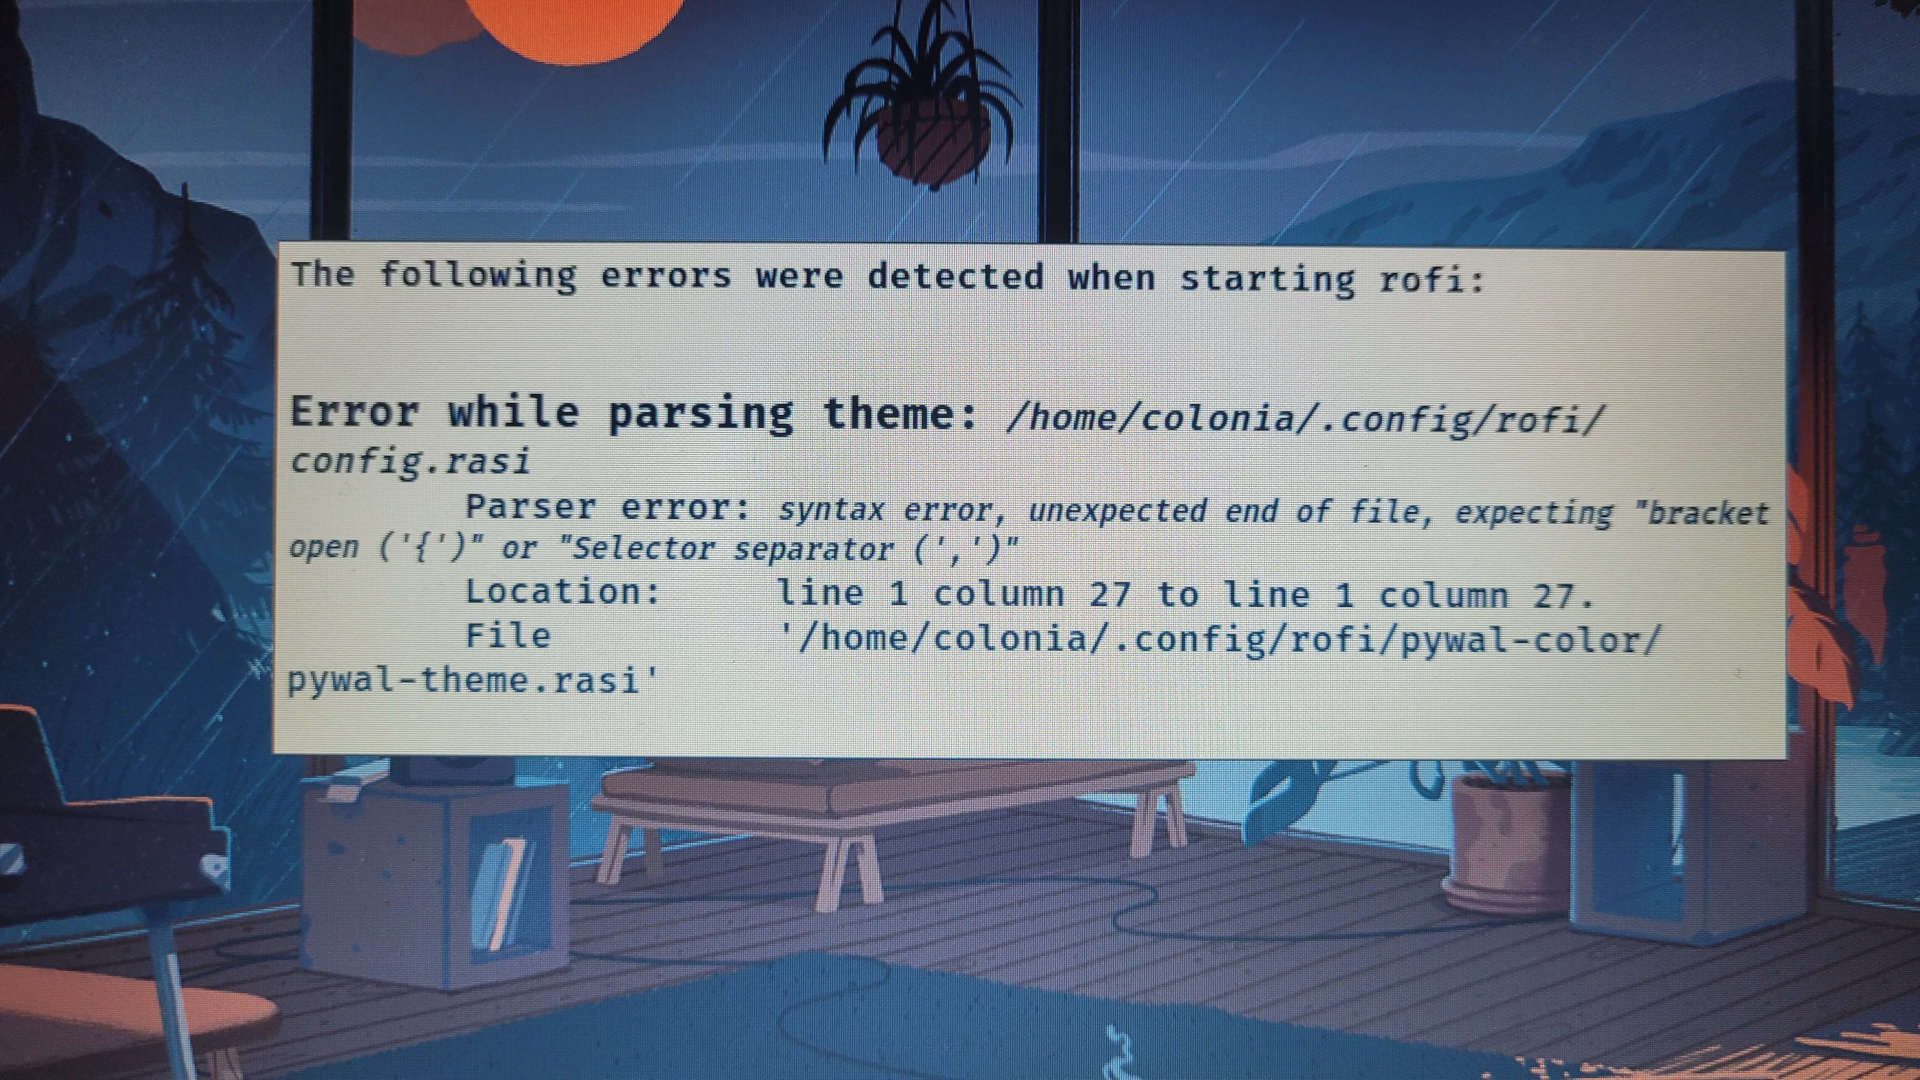 The following errors were detected when starting rofi:
Error while parsing theme: /home/colonia/.config/rofi/
config.rasi
Parser error: syntax error, unexpected end of file, expecting "bracket
open ('{')" or "Selector separator (',')"
Location: line 1 column 27 to line 1 column 27.
File '/home/colonia/.config/rofi/pywal-color/
pywal-theme.rasi'